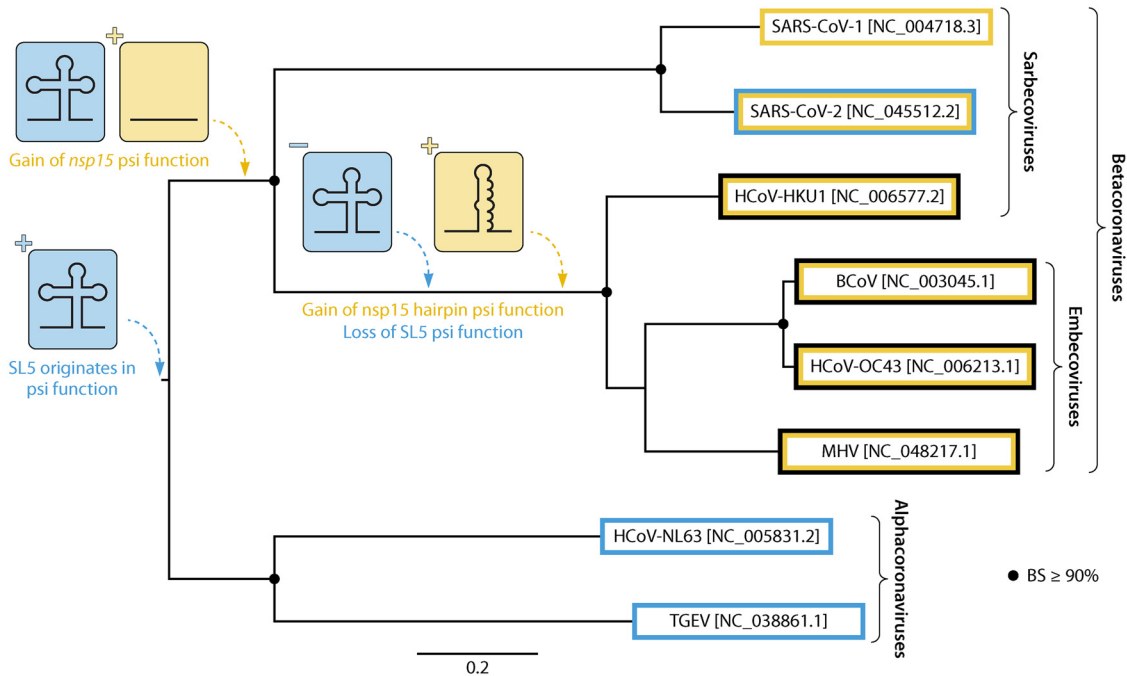 SARS-CoV-1 [NC_004718.3]
SARS-CoV-2 [NC_045512.2]
HCoV-HKU1 [NC_006577.2]
BCoV [NC_003045.1]
HCoV-OC43 [NC_006213.1]
MHV [NC_048217.1]
HCoV-NL63 [NC_005831.2]
TGEV [NC_038861.1]
Sarbecoviruses
Embecoviruses
Betacoronaviruses
Alphacoronaviruses
+
Gain of nsp15 psi function
+
SL5 originates in
psi function
−
+
Gain of nsp15 hairpin psi function
Loss of SL5 psi function
BS ≥ 90%
0.2